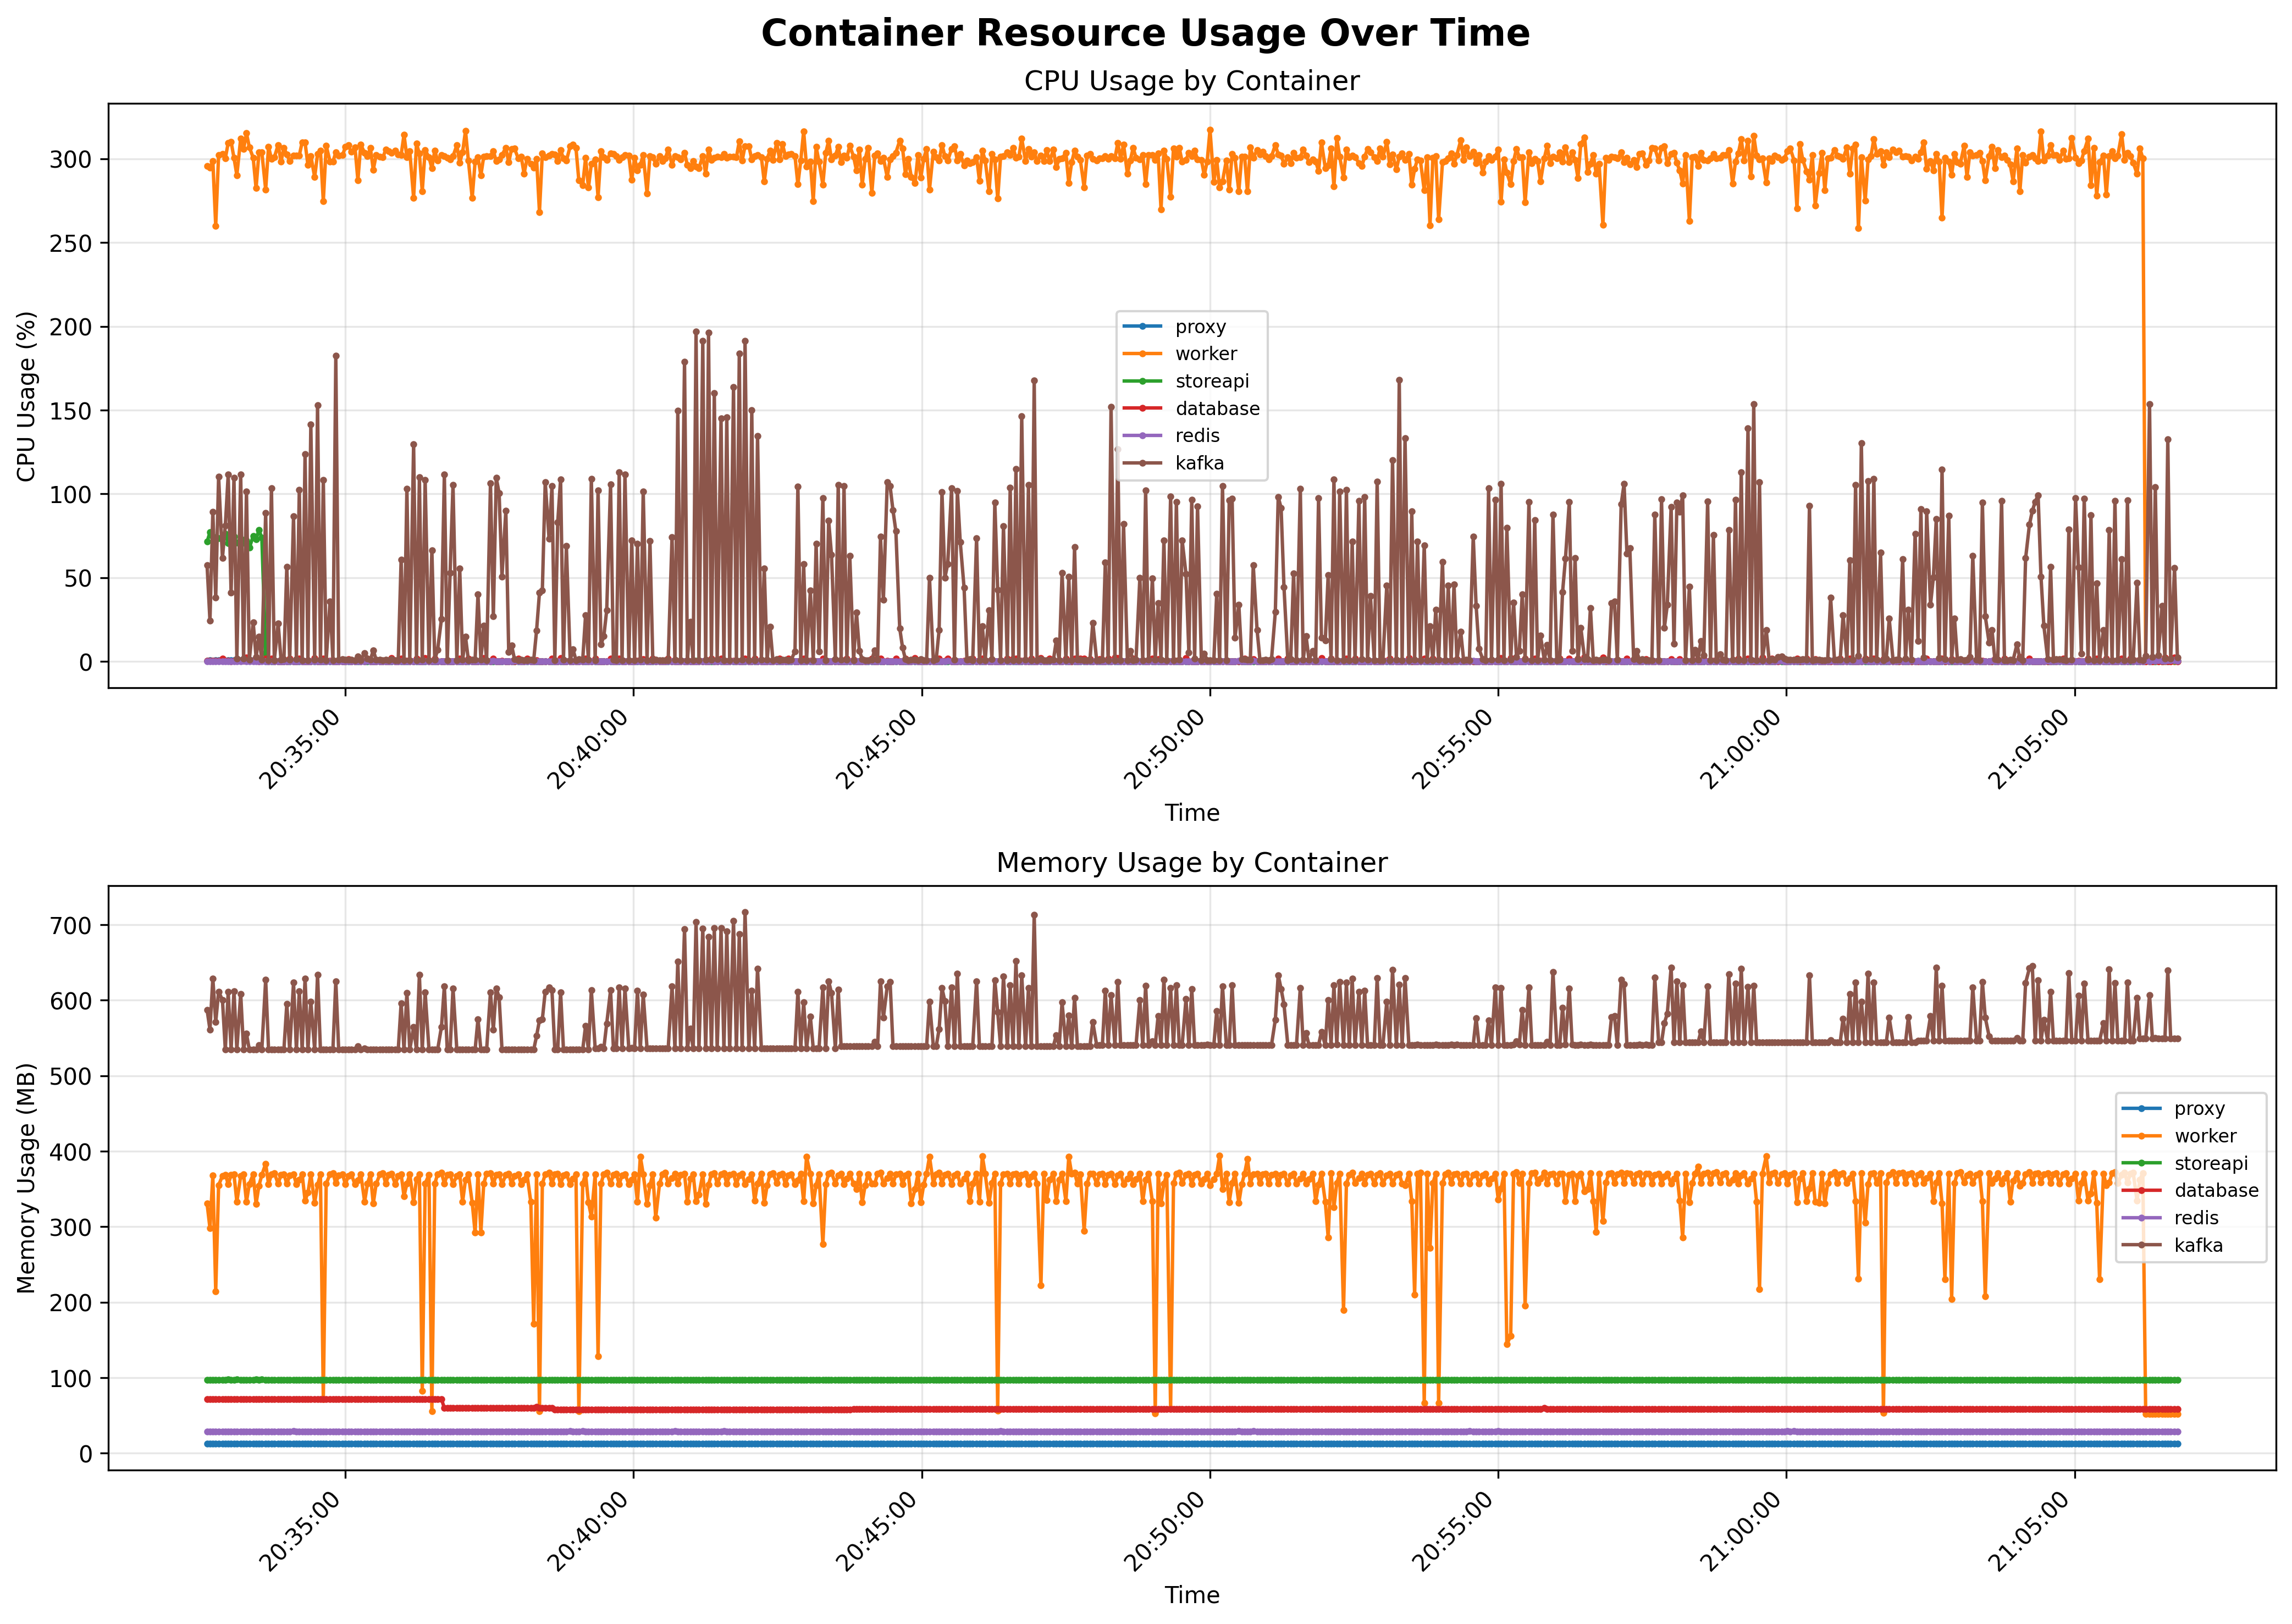 Container Resource Usage Over Time
CPU Usage by Container
CPU Usage (%)
300
250
200
150
100
50
0
proxy
worker
storeapi
database
redis
kafka
20:35:00
20:40:00
20:45:00
20:50:00
20:55:00
21:00:00
21:05:00
Time
Memory Usage by Container
Memory Usage (MB)
700
600
500
400
300
200
100
0
proxy
worker
storeapi
database
redis
kafka
20:35:00
20:40:00
20:45:00
20:50:00
20:55:00
21:00:00
21:05:00
Time